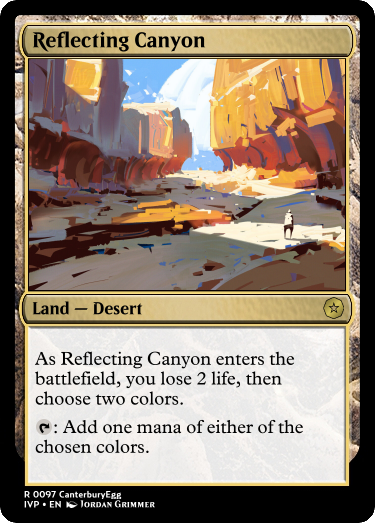 Reflecting Canyon
Land — Desert
As Reflecting Canyon enters the
battlefield, you lose 2 life, then
choose two colors.
: Add one mana of either of the
chosen colors.
R 0097 CanterburyEgg
IVP • EN Jordan Grimmer